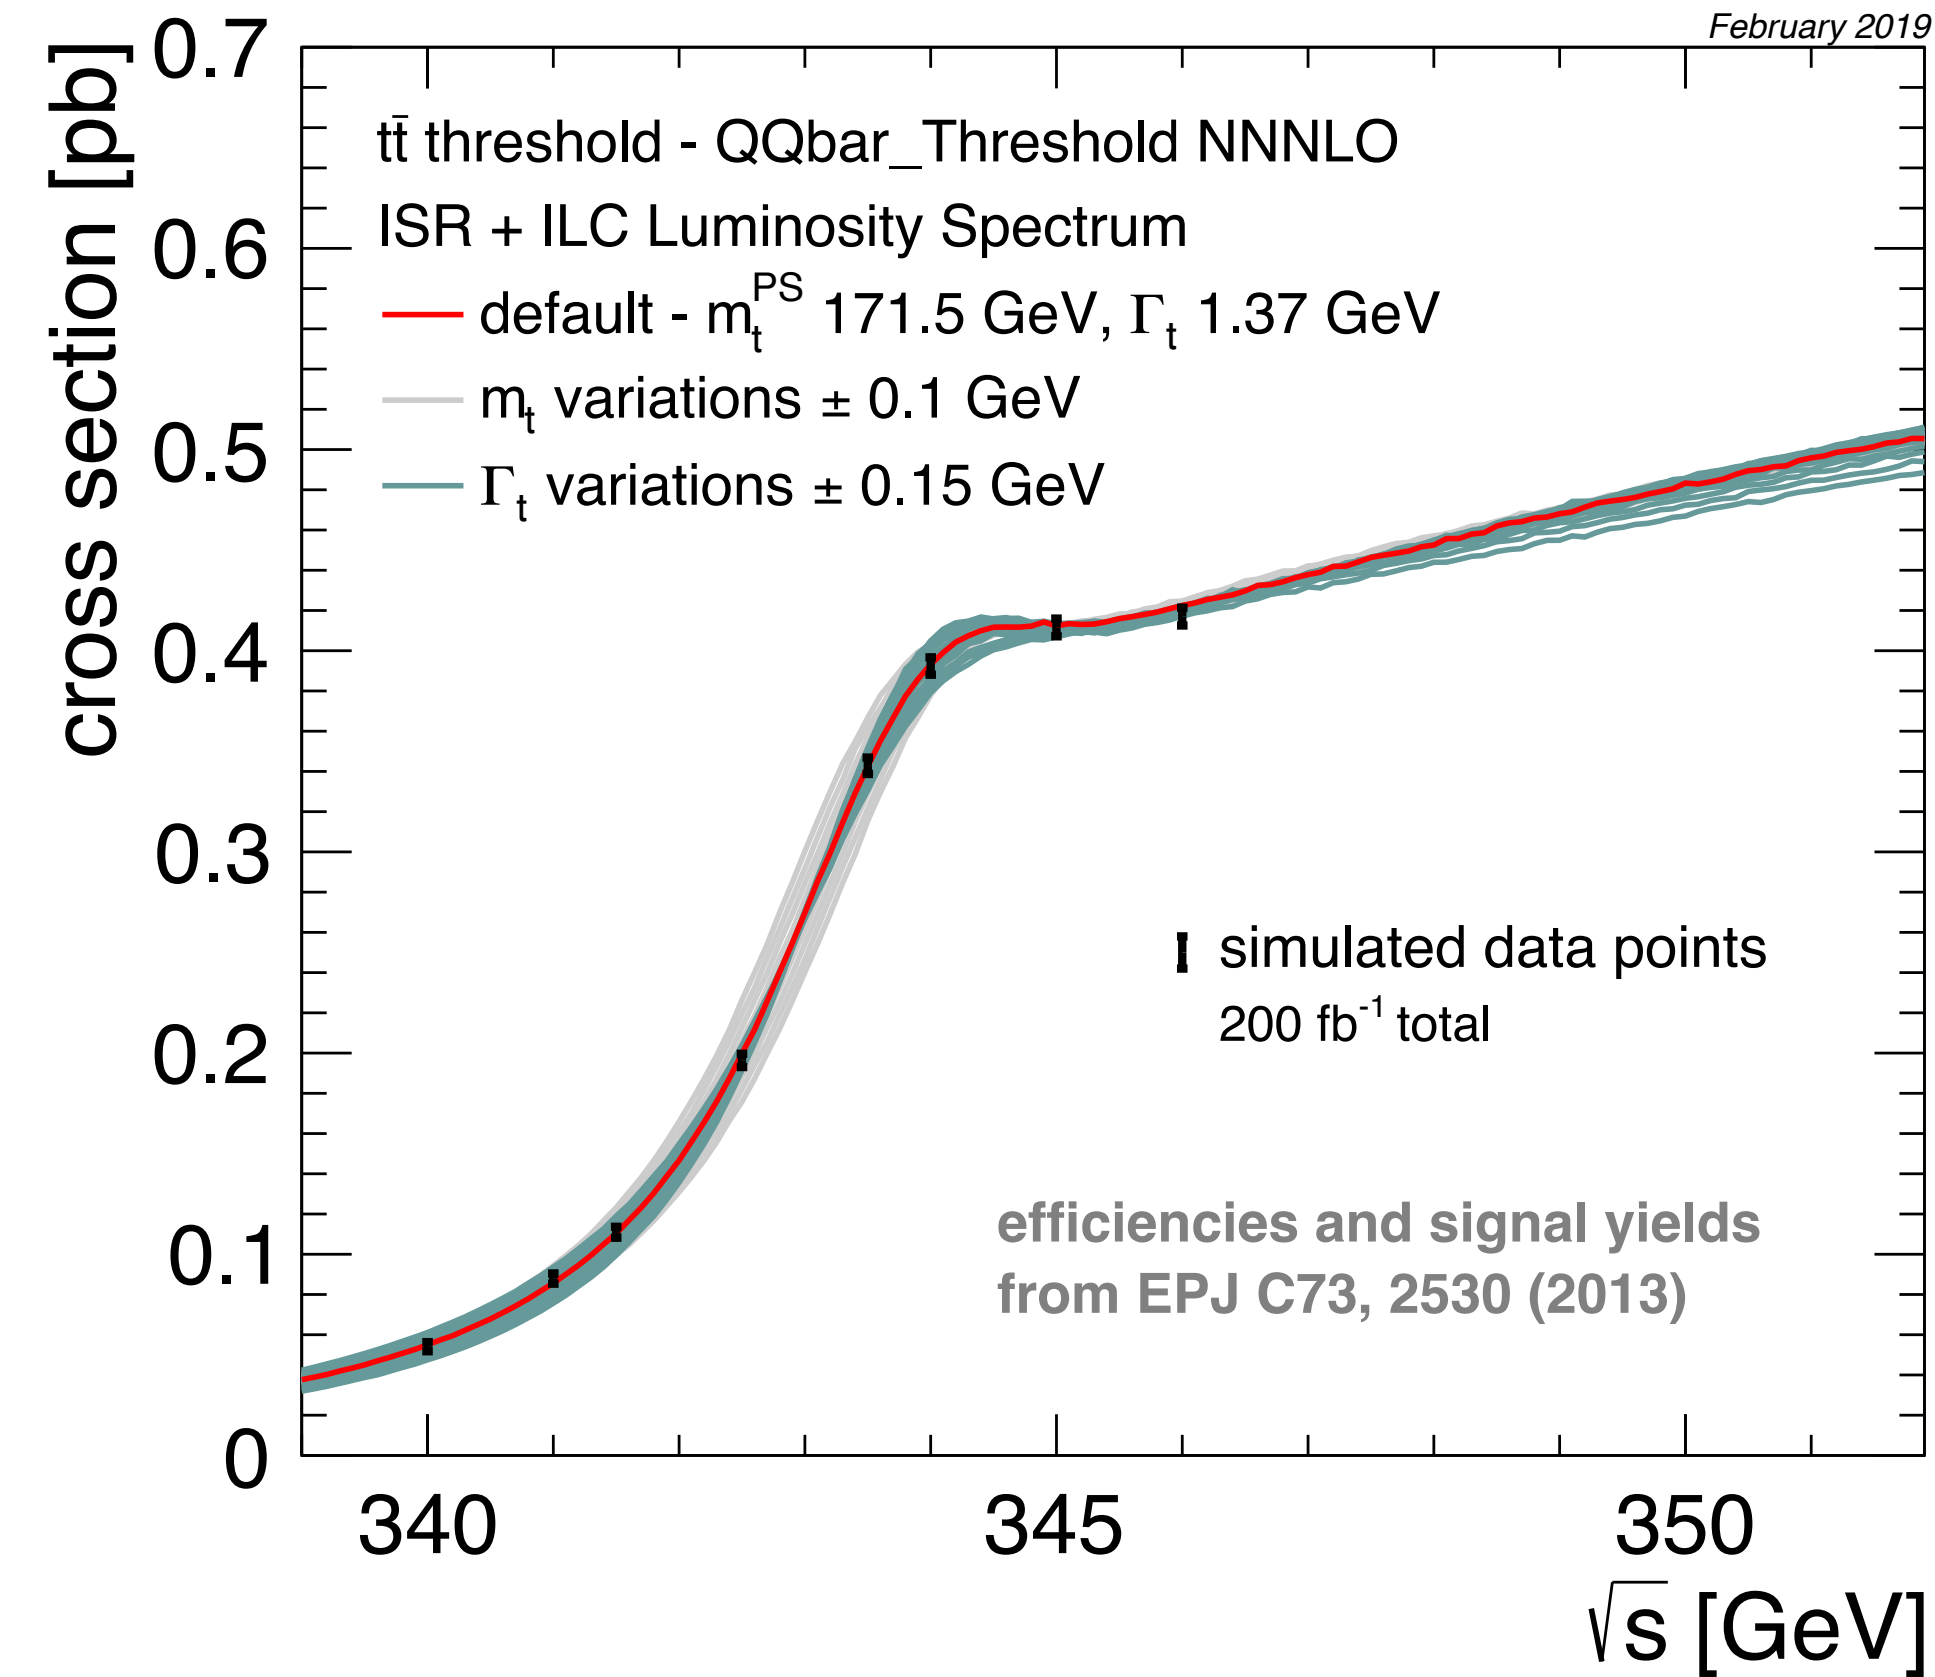 February 2019
cross section [pb]
0.7
0.6
0.5
0.4
0.3
0.2
0.1
0
tt̄ threshold - QQbar_Threshold NNNLO
ISR + ILC Luminosity Spectrum
default - m_t^PS 171.5 GeV, Γ_t 1.37 GeV
m_t variations ± 0.1 GeV
Γ_t variations ± 0.15 GeV
simulated data points
200 fb⁻¹ total
efficiencies and signal yields
from EPJ C73, 2530 (2013)
340 345 350
√s [GeV]